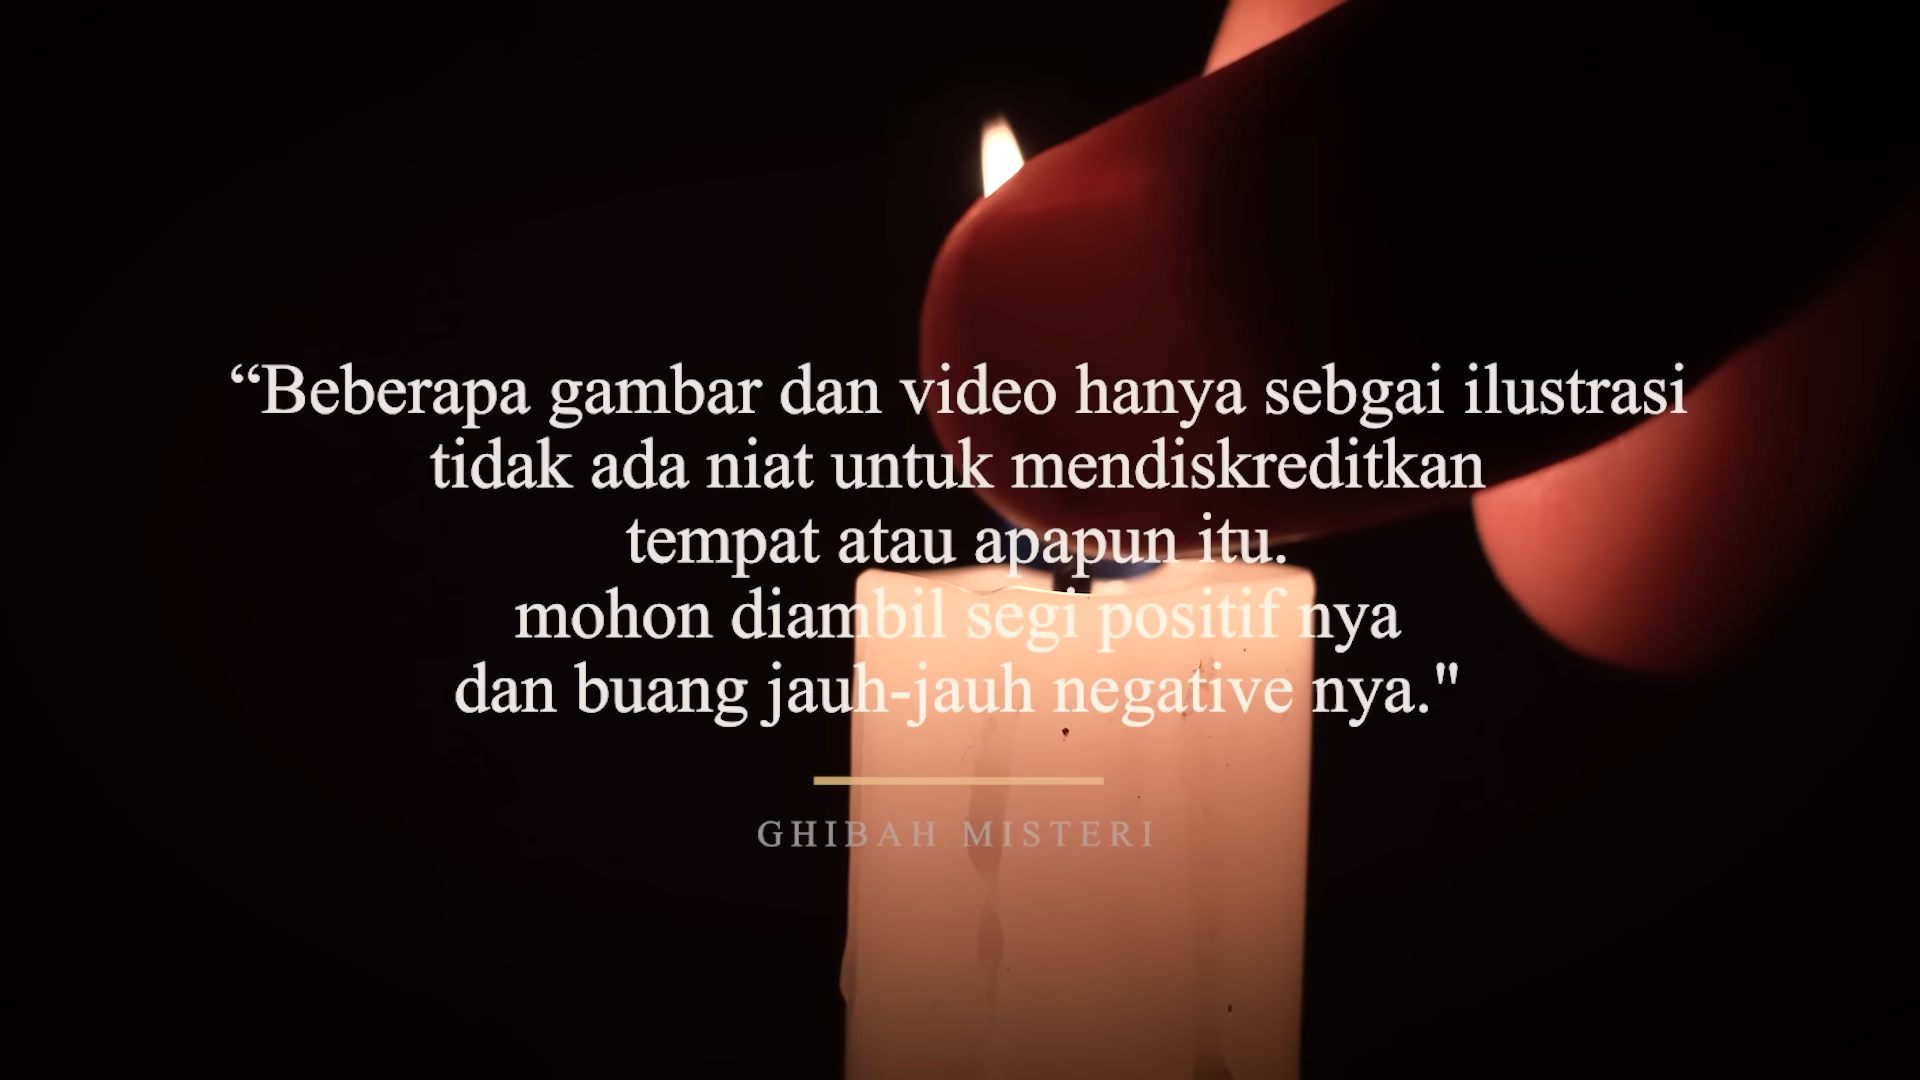 “Beberapa gambar dan video hanya sebgai ilustrasi
tidak ada niat untuk mendiskreditkan
tempat atau apapun itu.
mohon diambil segi positif nya
dan buang jauh-jauh negative nya."
GHIBAH MISTERI